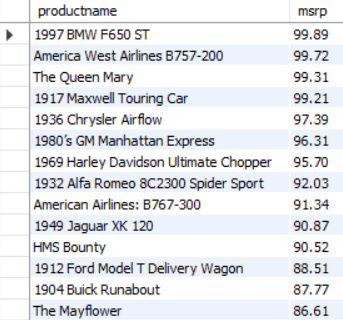 productname msrp
1997 BMW F650 ST 99.89
America West Airlines B757-200 99.72
The Queen Mary 99.31
1917 Maxwell Touring Car 99.21
1936 Chrysler Airflow 97.39
1980's GM Manhattan Express 96.31
1969 Harley Davidson Ultimate Chopper 95.70
1932 Alfa Romeo 8C2300 Spider Sport 92.03
American Airlines: B767-300 91.34
1949 Jaguar XK 120 90.87
HMS Bounty 90.52
1912 Ford Model T Delivery Wagon 88.51
1904 Buick Runabout 87.77
The Mayflower 86.61